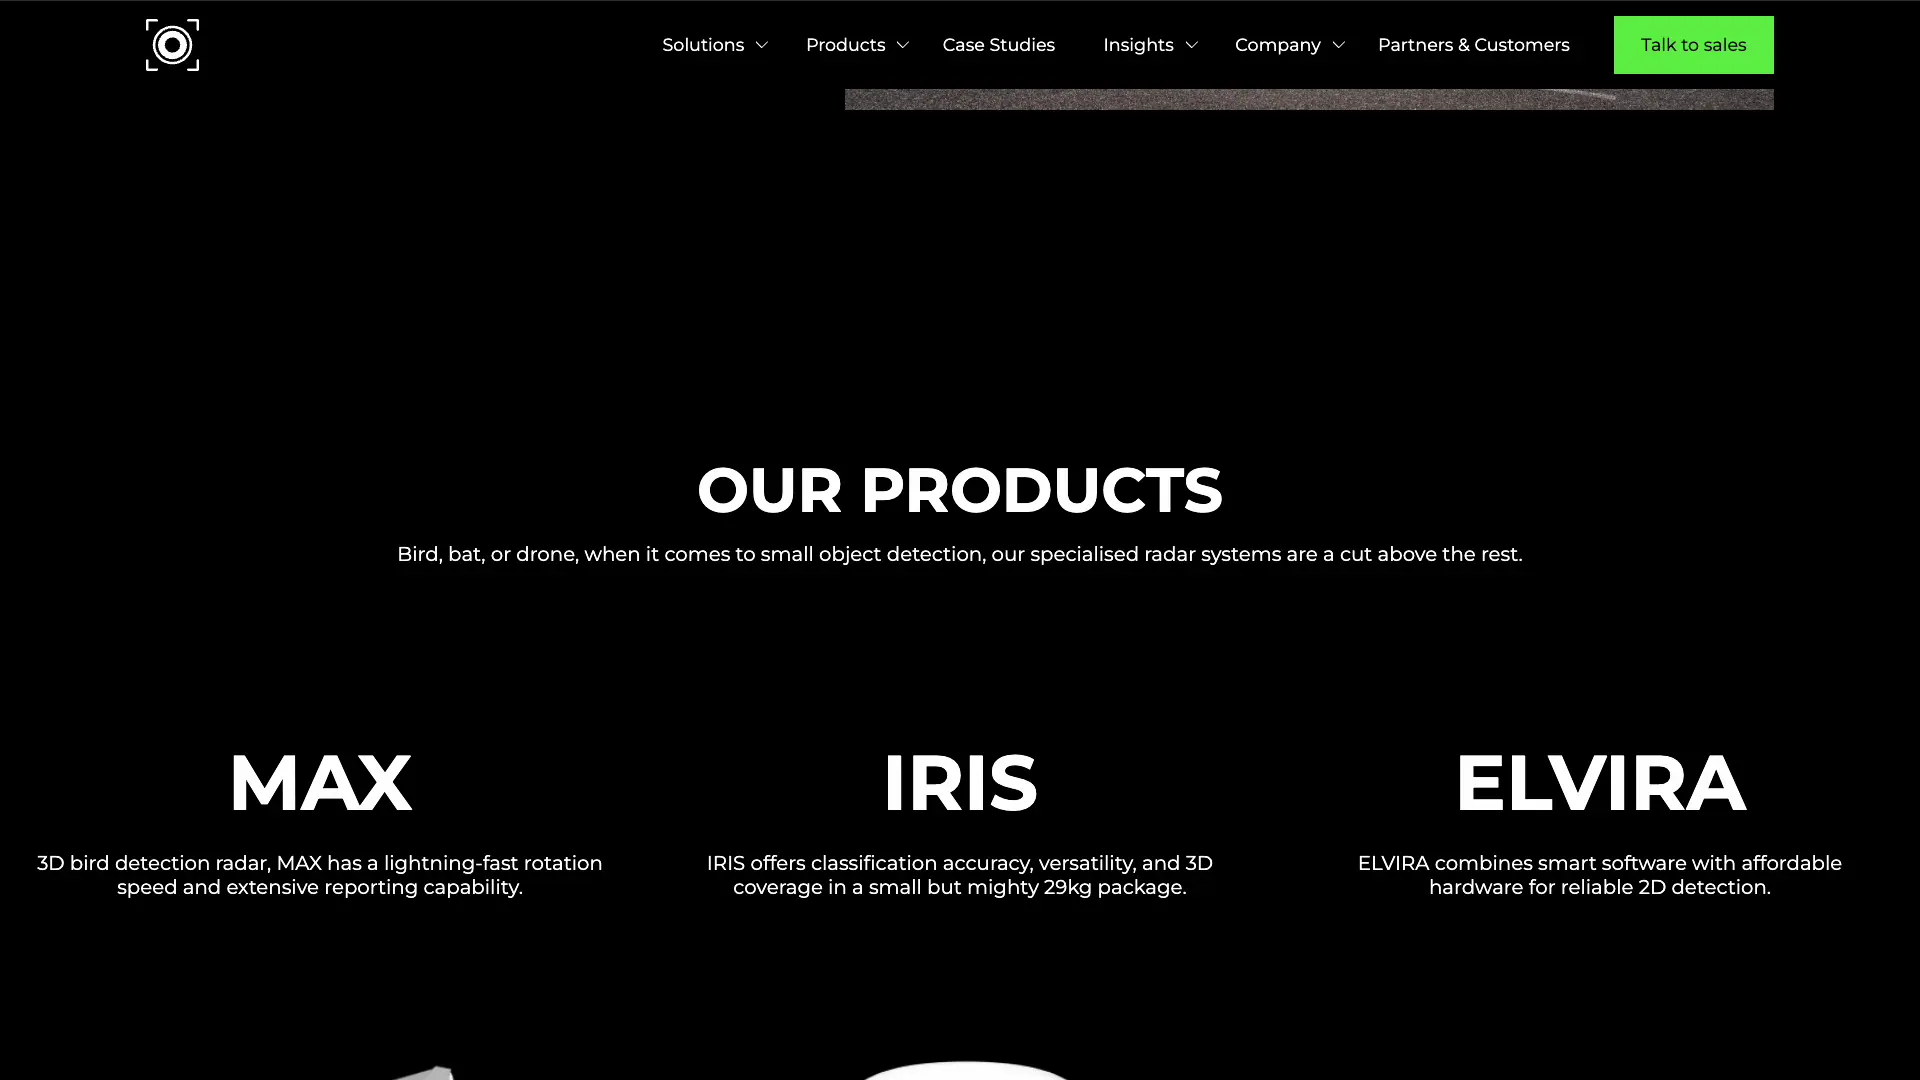 Solutions
Products
Case Studies
Insights
Company
Partners & Customers
Talk to sales
OUR PRODUCTS
Bird, bat, or drone, when it comes to small object detection, our specialised radar systems are a cut above the rest.
MAX
3D bird detection radar, MAX has a lightning-fast rotation
speed and extensive reporting capability.
IRIS
IRIS offers classification accuracy, versatility, and 3D
coverage in a small but mighty 29kg package.
ELVIRA
ELVIRA combines smart software with affordable
hardware for reliable 2D detection.